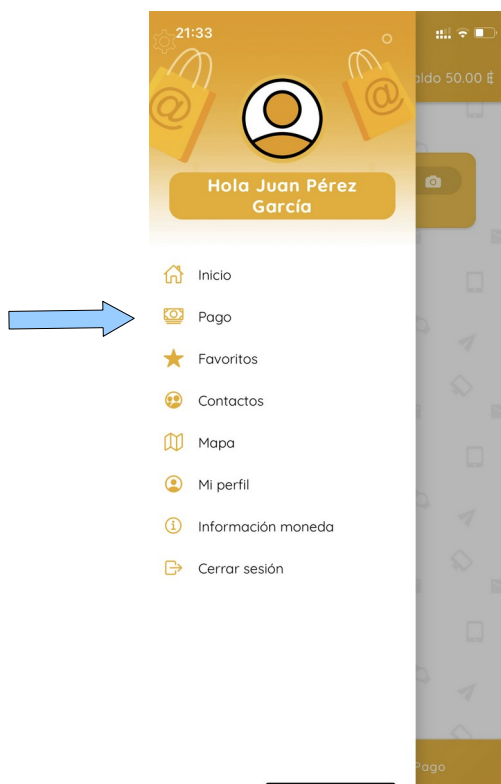 21:33
aldo 50.00 ₾
@
@
Hola Juan Pérez
García
Inicio
Pago
Favoritos
Contactos
Mapa
Mi perfil
Información moneda
Cerrar sesión
Pago